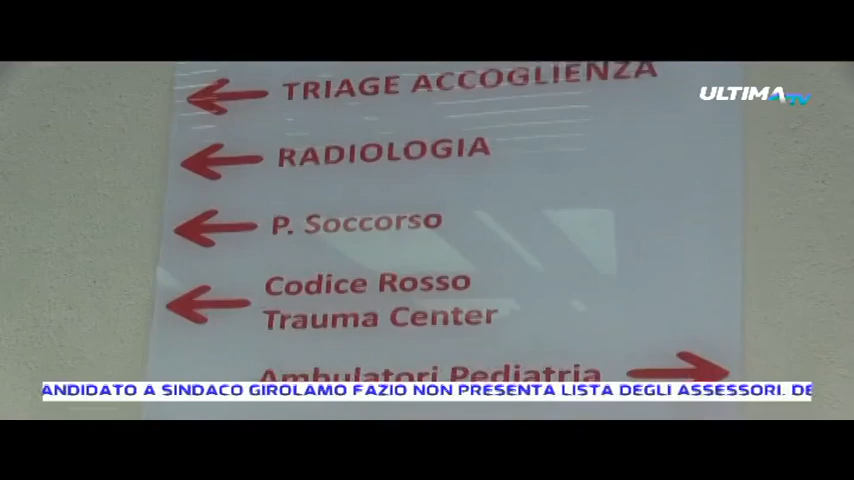 TRIAGE ACCOGLIENZA
ULTIMA TV
RADIOLOGIA
P. Soccorso
Codice Rosso
Trauma Center
Ambulatori Pediatria
ANDIDATO A SINDACO GIROLAMO FAZIO NON PRESENTA LISTA DEGLI ASSESSORI. DE